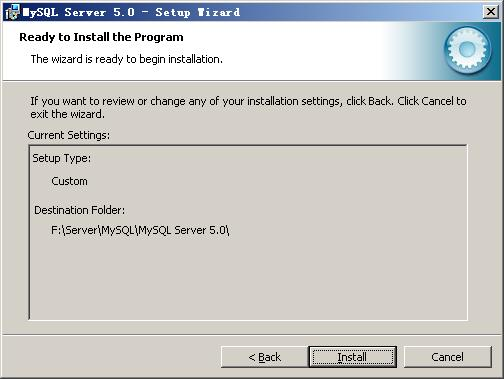 MySQL Server 5.0 - Setup Wizard
Ready to Install the Program
The wizard is ready to begin installation.
If you want to review or change any of your installation settings, click Back. Click Cancel to
exit the wizard.
Current Settings:
Setup Type:
Custom
Destination Folder:
F:\Server\MySQL\MySQL Server 5.0\
< Back
Install
Cancel